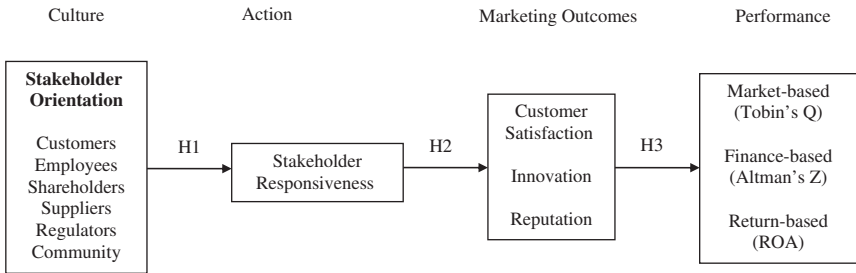 Culture
Action
Marketing Outcomes
Performance
Stakeholder
Orientation
Customers
Employees
Shareholders
Suppliers
Regulators
Community
H1
Stakeholder
Responsiveness
H2
Customer
Satisfaction
Innovation
Reputation
H3
Market-based
(Tobin’s Q)
Finance-based
(Altman’s Z)
Return-based
(ROA)